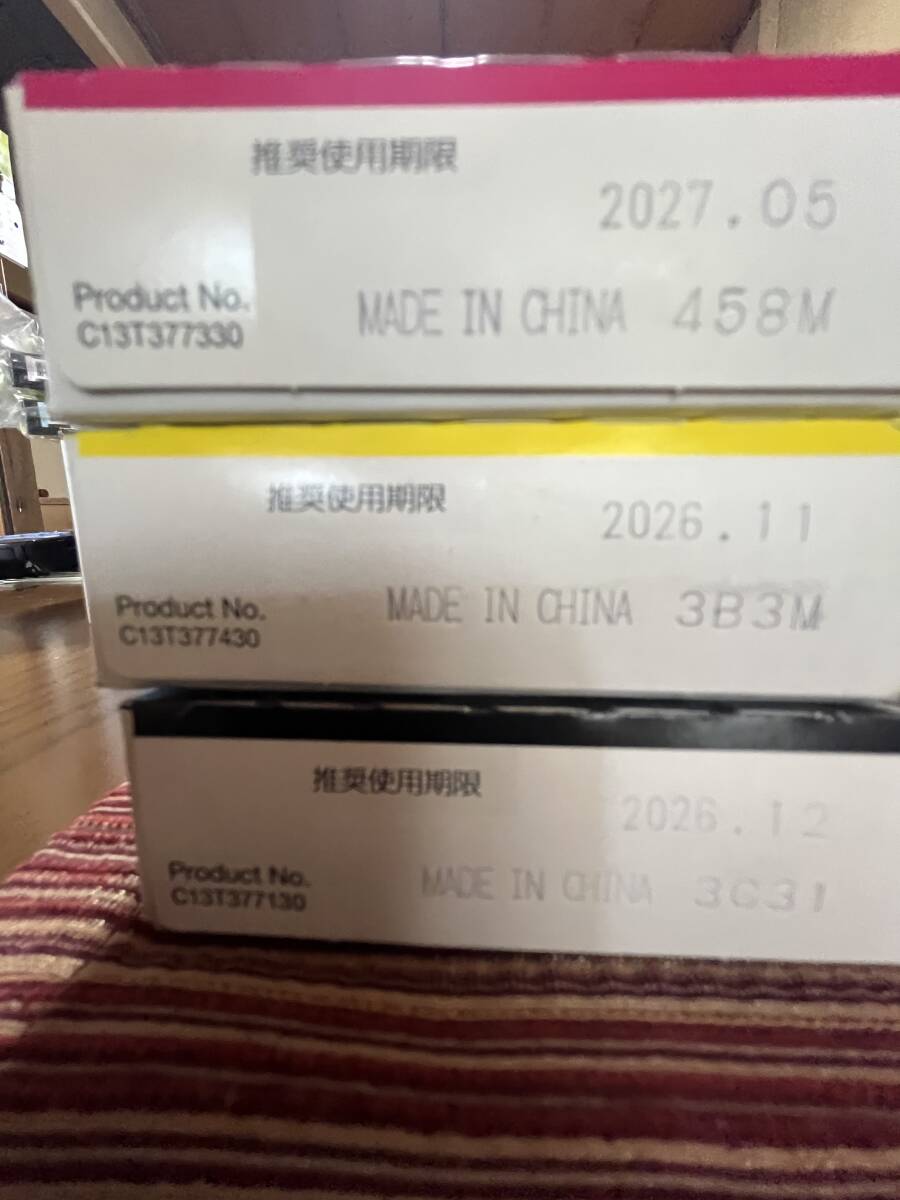 推奨使用期限
2027.05
Product No.
C13T377330
MADE IN CHINA 458M
推奨使用期限
2026.11
Product No.
C13T377430
MADE IN CHINA 3B3M
推奨使用期限
2026.12
Product No.
C13T377130
MADE IN CHINA 3C31